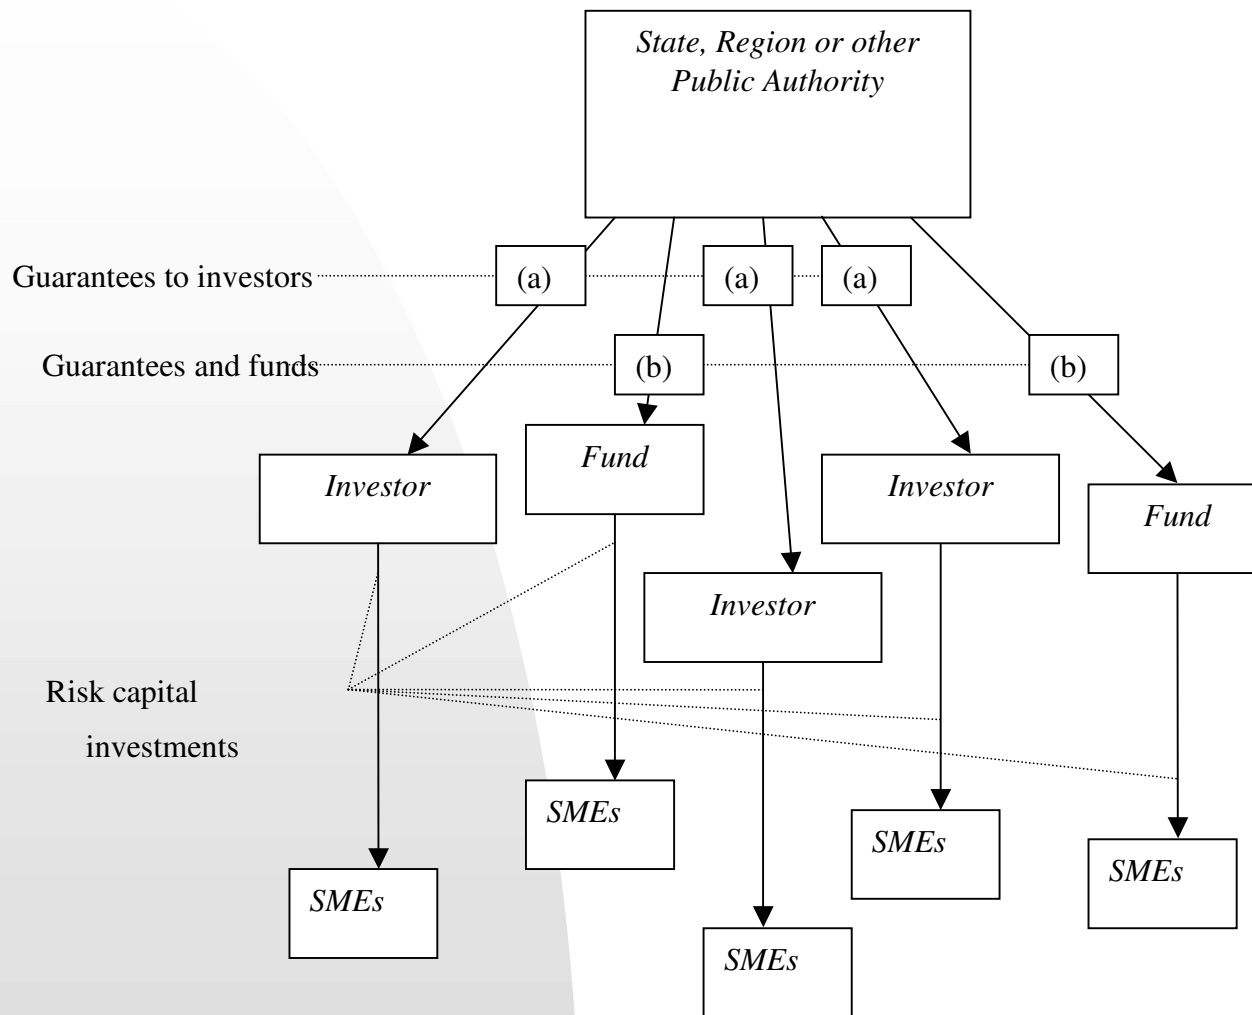 State, Region or other
Public Authority
Guarantees to investors
(a)
(a)
(a)
Guarantees and funds
(b)
(b)
Fund
Investor
Investor
Fund
Investor
Risk capital
investments
SMEs
SMEs
SMEs
SMEs
SMEs